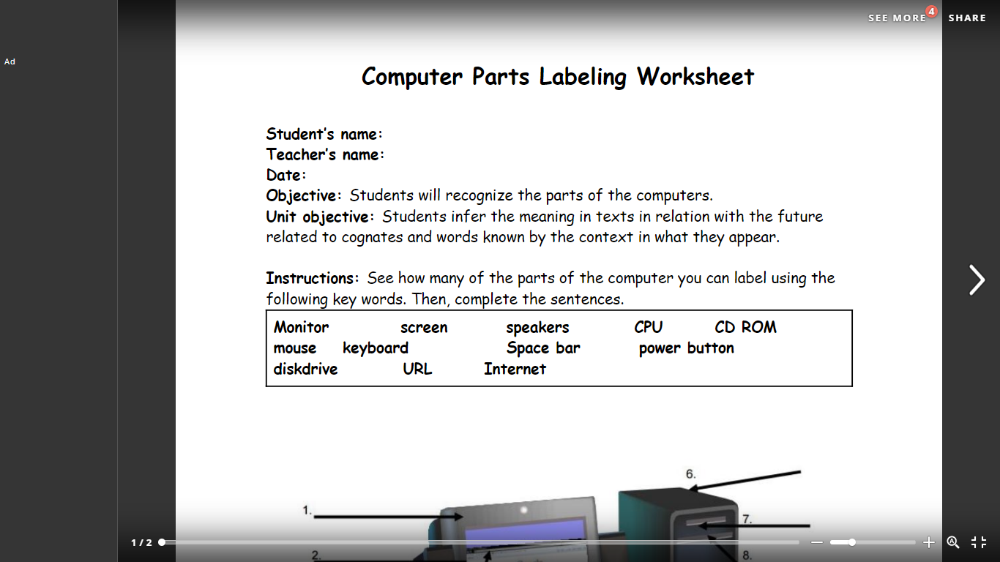 SEE MORE 4 SHARE
Ad
Computer Parts Labeling Worksheet
Student's name:
Teacher's name:
Date:
Objective: Students will recognize the parts of the computers.
Unit objective: Students infer the meaning in texts in relation with the future
related to cognates and words known by the context in what they appear.
Instructions: See how many of the parts of the computer you can label using the
following key words. Then, complete the sentences.
Monitor screen speakers CPU CD ROM
mouse keyboard Space bar power button
diskdrive URL Internet
6.
1.
7.
2.
8.
1 / 2